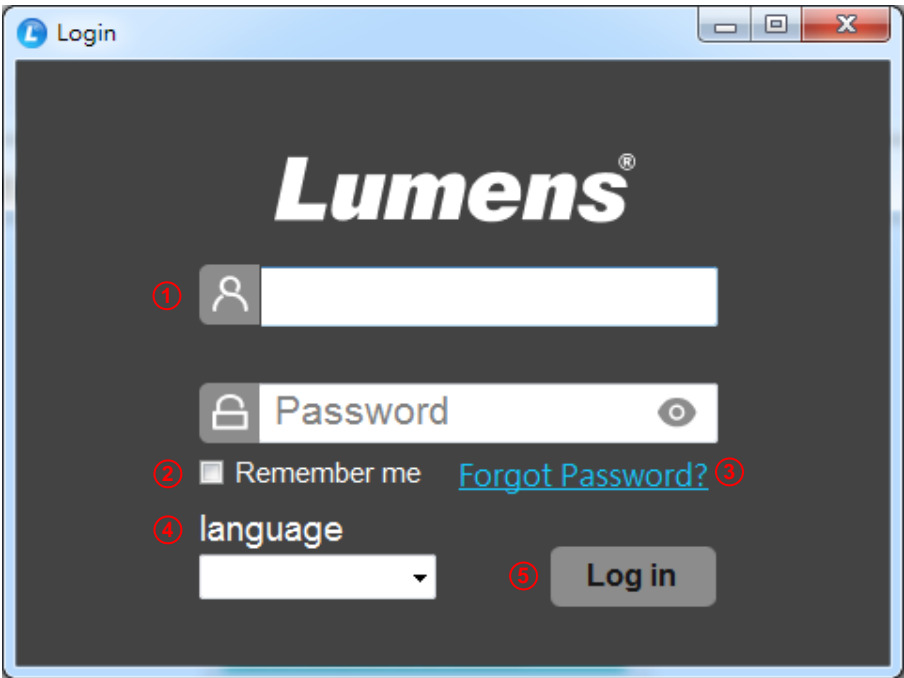 Login
Lumens®
①
Password
② Remember me Forgot Password? ③
④ language
⑤ Log in